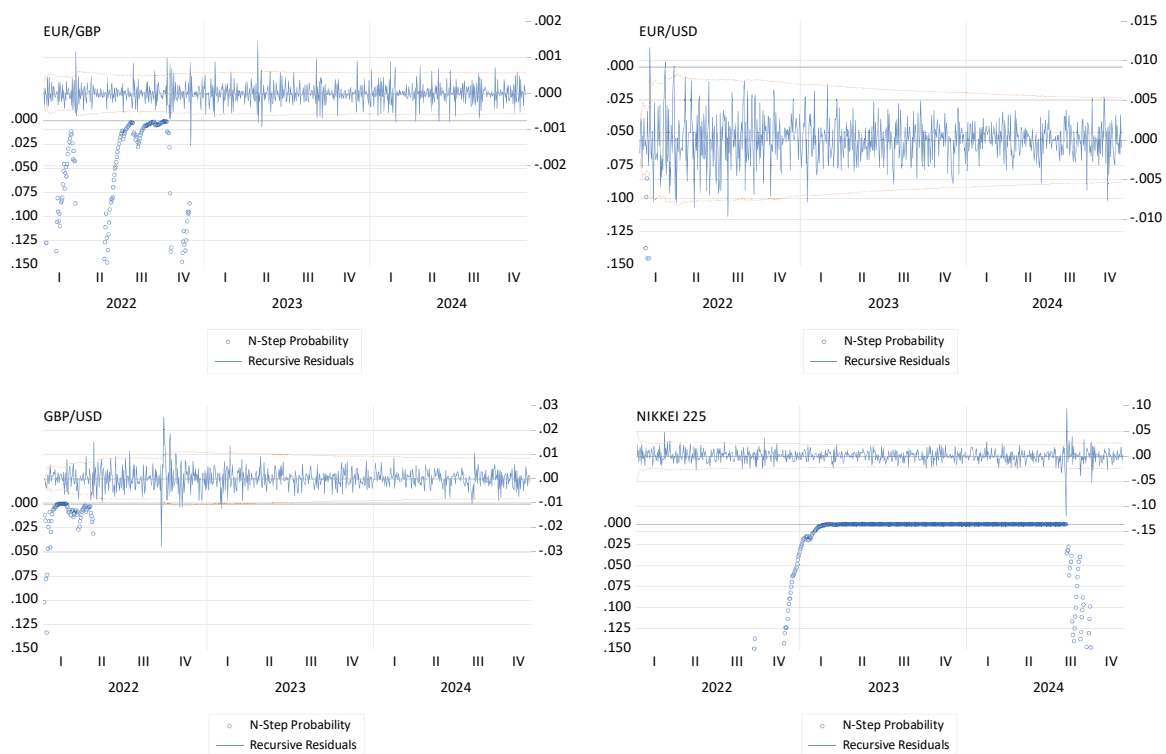 EUR/GBP
.002
.001
.000
-.001
-.002
.000
.025
.050
.075
.100
.125
.150
I II III IV I II III IV I II III IV
2022 2023 2024
N-Step Probability
Recursive Residuals
EUR/USD
.015
.010
.005
.000
-.005
-.010
.000
.025
.050
.075
.100
.125
.150
I II III IV I II III IV I II III IV
2022 2023 2024
N-Step Probability
Recursive Residuals
GBP/USD
.03
.02
.01
.00
-.01
-.02
-.03
.000
.025
.050
.075
.100
.125
.150
I II III IV I II III IV I II III IV
2022 2023 2024
N-Step Probability
Recursive Residuals
NIKKEI 225
.10
.05
.00
-.05
-.10
-.15
.000
.025
.050
.075
.100
.125
.150
I II III IV I II III IV I II III IV
2022 2023 2024
N-Step Probability
Recursive Residuals